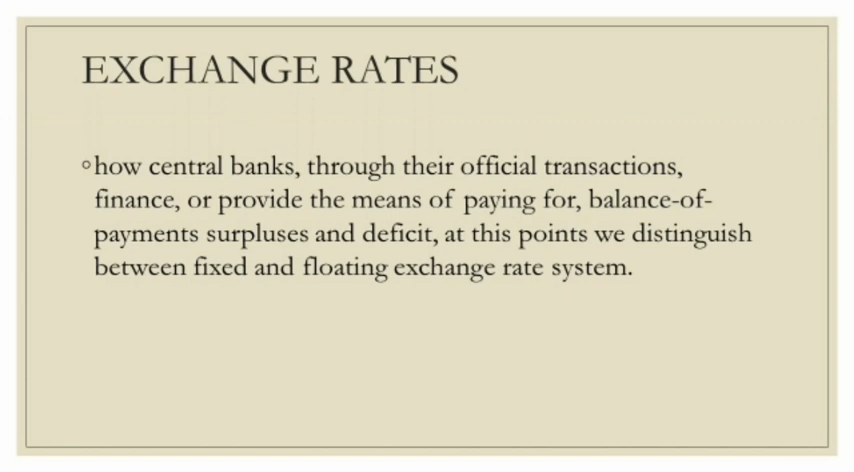 EXCHANGE RATES
°how central banks, through their official transactions,
finance, or provide the means of paying for, balance-of-
payments surpluses and deficit, at this points we distinguish
between fixed and floating exchange rate system.